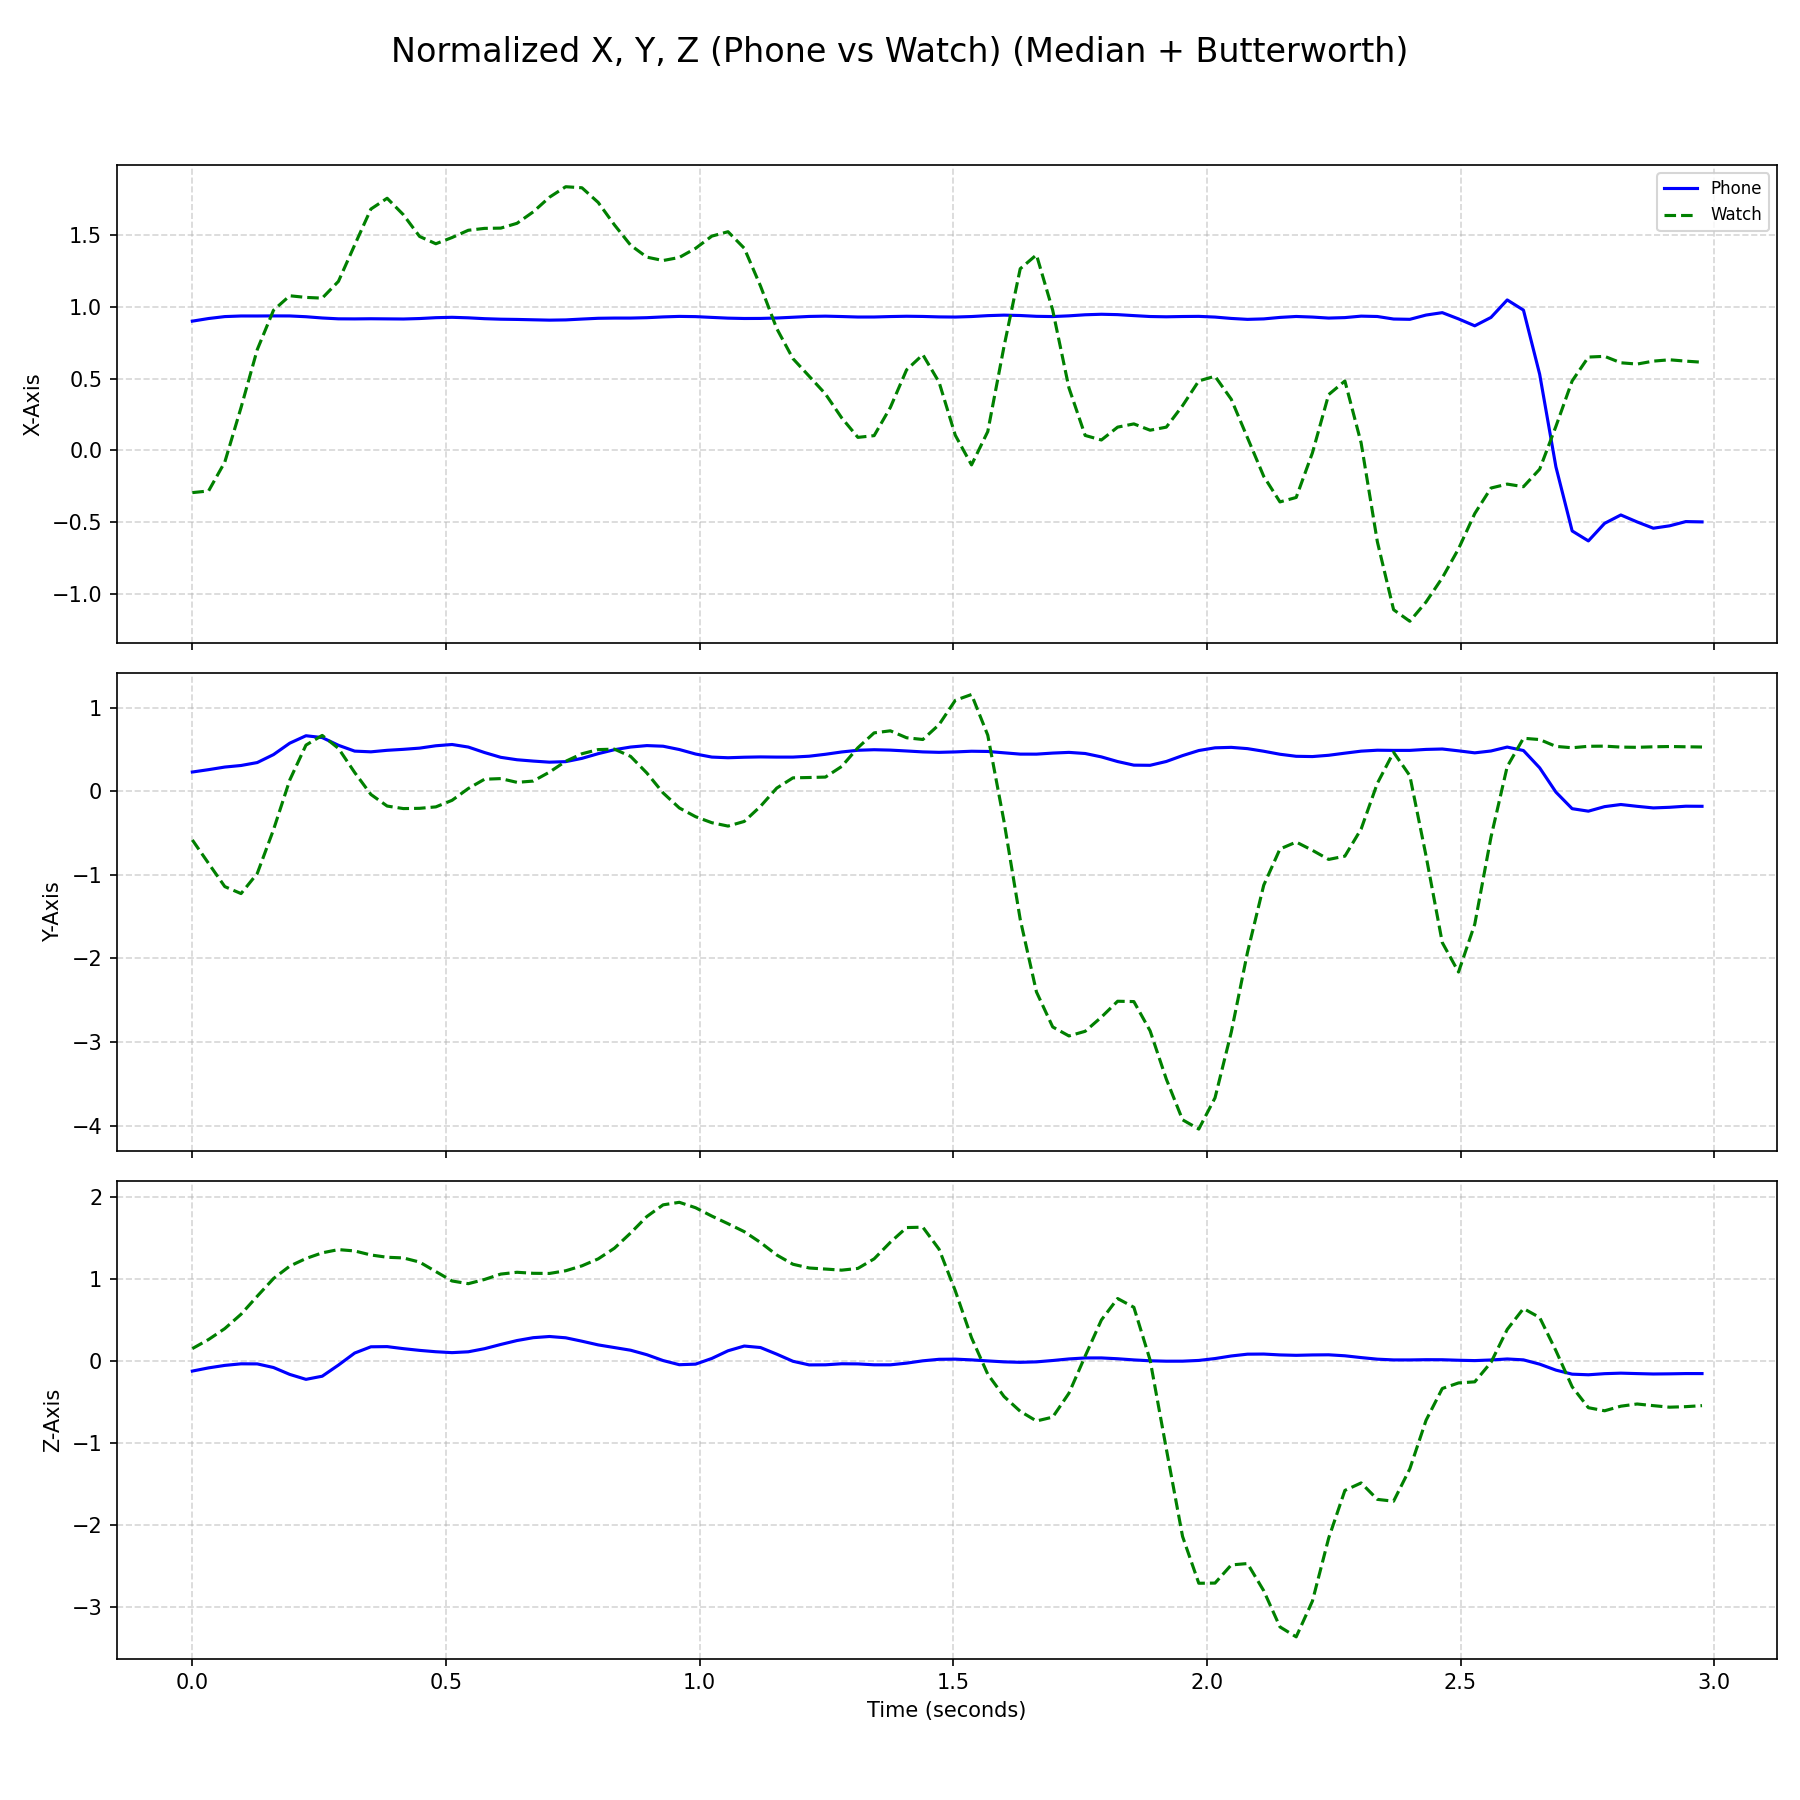 Normalized X, Y, Z (Phone vs Watch) (Median + Butterworth)
Phone
Watch
X-Axis
1.5
1.0
0.5
0.0
−0.5
−1.0
Y-Axis
1
0
−1
−2
−3
−4
Z-Axis
2
1
0
−1
−2
−3
0.0 0.5 1.0 1.5 2.0 2.5 3.0
Time (seconds)